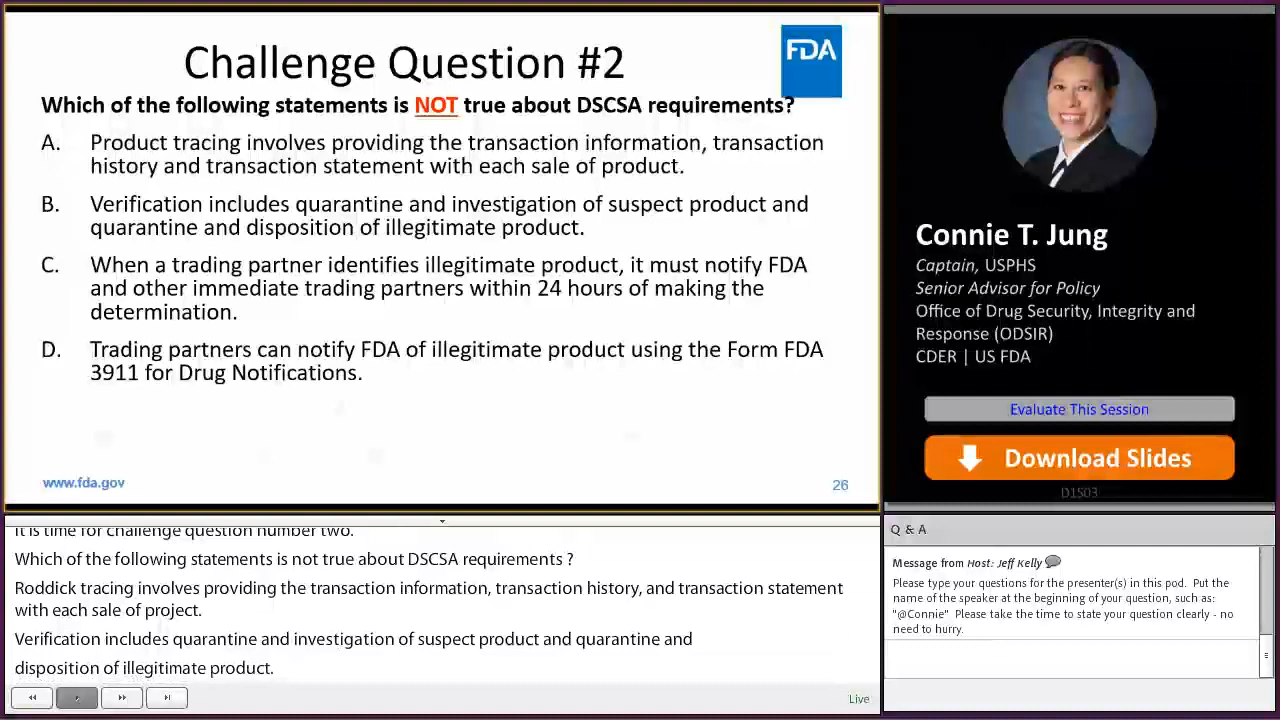 Challenge Question #2
FDA
Which of the following statements is NOT true about DSCSA requirements?
A. Product tracing involves providing the transaction information, transaction
history and transaction statement with each sale of product.
B. Verification includes quarantine and investigation of suspect product and
quarantine and disposition of illegitimate product.
C. When a trading partner identifies illegitimate product, it must notify FDA
and other immediate trading partners within 24 hours of making the
determination.
D. Trading partners can notify FDA of illegitimate product using the Form FDA
3911 for Drug Notifications.
www.fda.gov
26
Connie T. Jung
Captain, USPHS
Senior Advisor for Policy
Office of Drug Security, Integrity and
Response (ODSIR)
CDER | US FDA
Evaluate This Session
Download Slides
D1503
It is time for challenge question number two.
Which of the following statements is not true about DSCSA requirements ?
Roddick tracing involves providing the transaction information, transaction history, and transaction statement
with each sale of project.
Verification includes quarantine and investigation of suspect product and quarantine and
disposition of illegitimate product.
Live
Q & A
Message from Host: Jeff Kelly
Please type your questions for the presenter(s) in this pod. Put the
name of the speaker at the beginning of your question, such as:
"@Connie" Please take the time to state your question clearly - no
need to hurry.